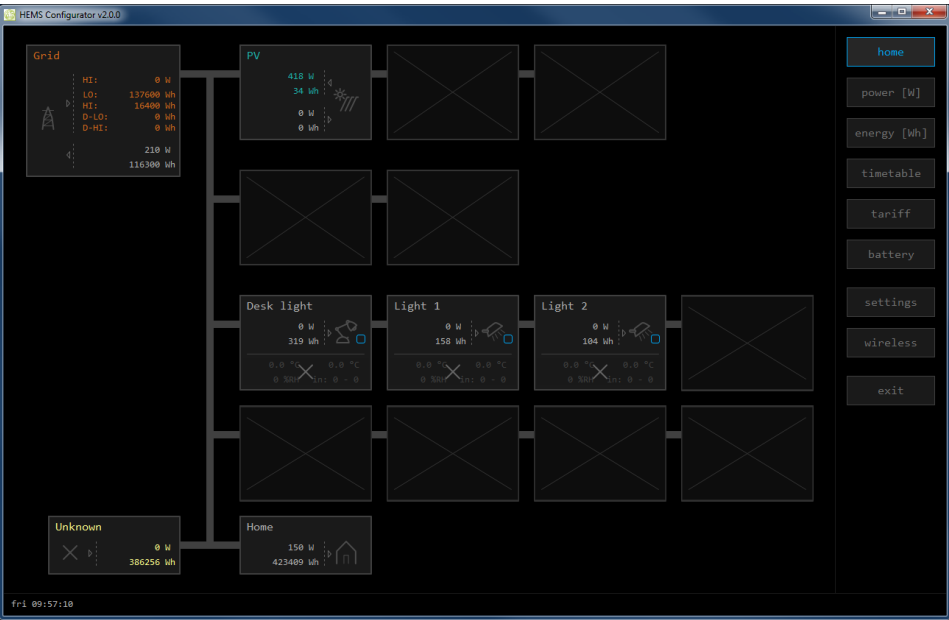 HEMS Configurator v2.0.0
Grid
HI: 0 W
LO: 137600 Wh
HI: 16400 Wh
D-LO: 0 Wh
D-HI: 0 Wh
210 W
116300 Wh
PV
418 W
34 Wh
0 W
0 Wh
Desk light
0 W
319 Wh
0.0 °C 0.0 °C
0 %RH in: 0 - 0
Light 1
0 W
158 Wh
0.0 °C 0.0 °C
0 %RH in: 0 - 0
Light 2
0 W
104 Wh
0.0 °C 0.0 °C
0 %RH in: 0 - 0
Unknown
0 W
386256 Wh
Home
150 W
423409 Wh
home
power [W]
energy [Wh]
timetable
tariff
battery
settings
wireless
exit
fri 09:57:10